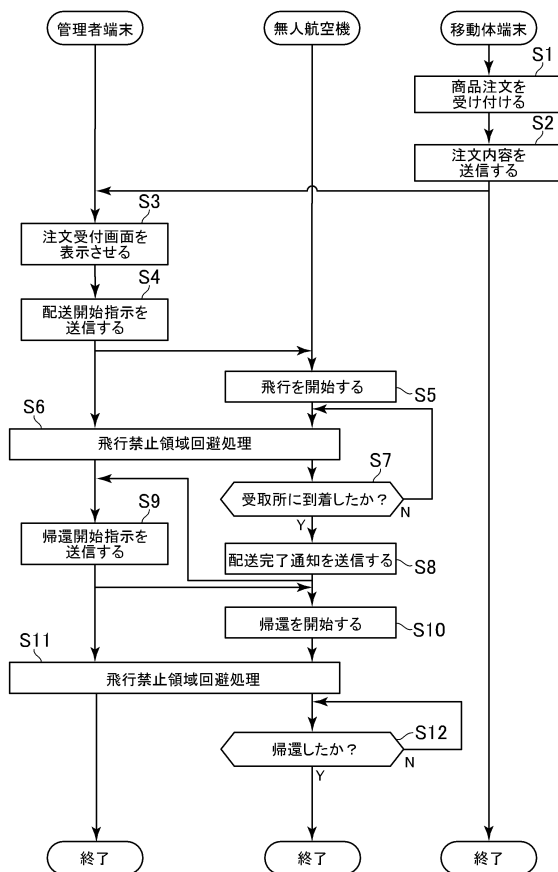 管理者端末
無人航空機
移動体端末
S1
商品注文を
受け付ける
S2
注文内容を
送信する
S3
注文受付画面を
表示させる
S4
配送開始指示を
送信する
飛行を開始する
S5
S6
飛行禁止領域回避処理
S7
受取所に到着したか?
N
Y
S9
帰還開始指示を
送信する
配送完了通知を送信する
S8
帰還を開始する
S10
S11
飛行禁止領域回避処理
帰還したか?
S12
N
Y
終了
終了
終了